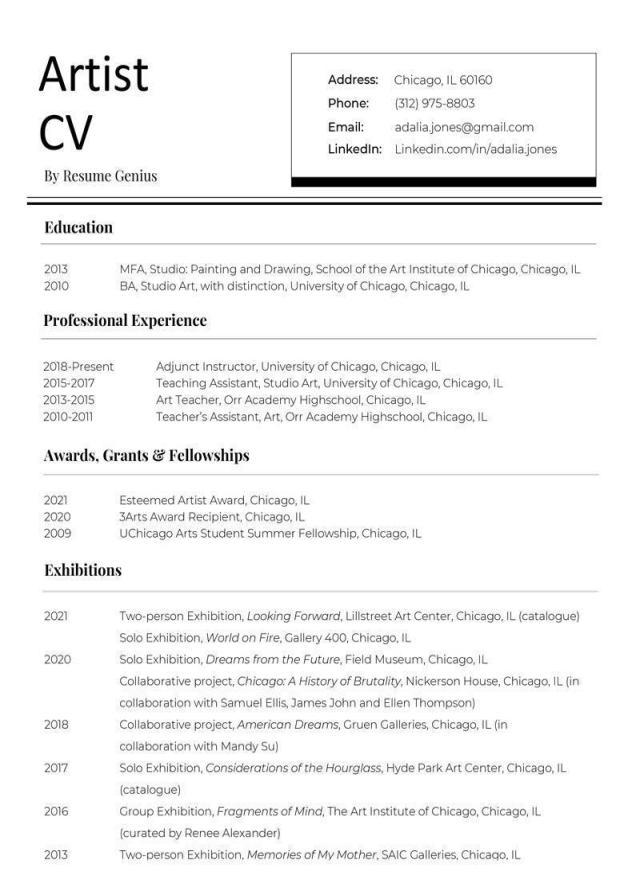 Artist
CV
By Resume Genius
Address: Chicago, IL 60160
Phone: (312) 975-8803
Email: adalia.jones@gmail.com
LinkedIn: Linkedin.com/in/adalia.jones
Education
2013 MFA, Studio: Painting and Drawing, School of the Art Institute of Chicago, Chicago, IL
2010 BA, Studio Art, with distinction, University of Chicago, Chicago, IL
Professional Experience
2018-Present Adjunct Instructor, University of Chicago, Chicago, IL
2015-2017 Teaching Assistant, Studio Art, University of Chicago, Chicago, IL
2013-2015 Art Teacher, Orr Academy Highschool, Chicago, IL
2010-2011 Teacher's Assistant, Art, Orr Academy Highschool, Chicago, IL
Awards, Grants & Fellowships
2021 Esteemed Artist Award, Chicago, IL
2020 3Arts Award Recipient, Chicago, IL
2009 UChicago Arts Student Summer Fellowship, Chicago, IL
Exhibitions
2021 Two-person Exhibition, Looking Forward, Lillstreet Art Center, Chicago, IL (catalogue)
Solo Exhibition, World on Fire, Gallery 400, Chicago, IL
2020 Solo Exhibition, Dreams from the Future, Field Museum, Chicago, IL
Collaborative project, Chicago: A History of Brutality, Nickerson House, Chicago, IL (in
collaboration with Samuel Ellis, James John and Ellen Thompson)
2018 Collaborative project, American Dreams, Gruen Galleries, Chicago, IL (in
collaboration with Mandy Su)
2017 Solo Exhibition, Considerations of the Hourglass, Hyde Park Art Center, Chicago, IL
(catalogue)
2016 Group Exhibition, Fragments of Mind, The Art Institute of Chicago, Chicago, IL
(curated by Renee Alexander)
2013 Two-person Exhibition, Memories of My Mother, SAIC Galleries, Chicago, IL